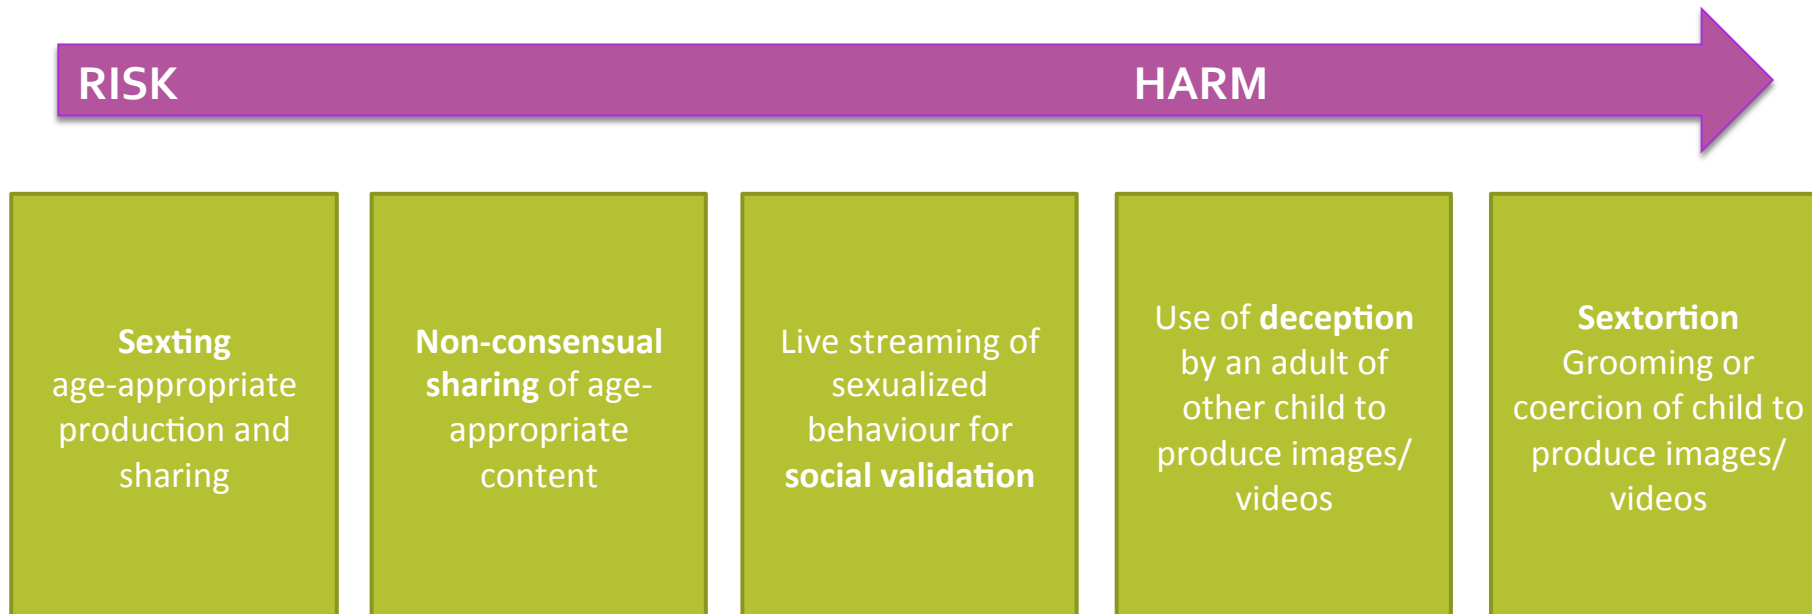 RISK
HARM
Sexting
age-appropriate
production and
sharing
Non-consensual
sharing of age-
appropriate
content
Live streaming of
sexualized
behaviour for
social validation
Use of deception
by an adult of
other child to
produce images/
videos
Sextortion
Grooming or
coercion of child to
produce images/
videos